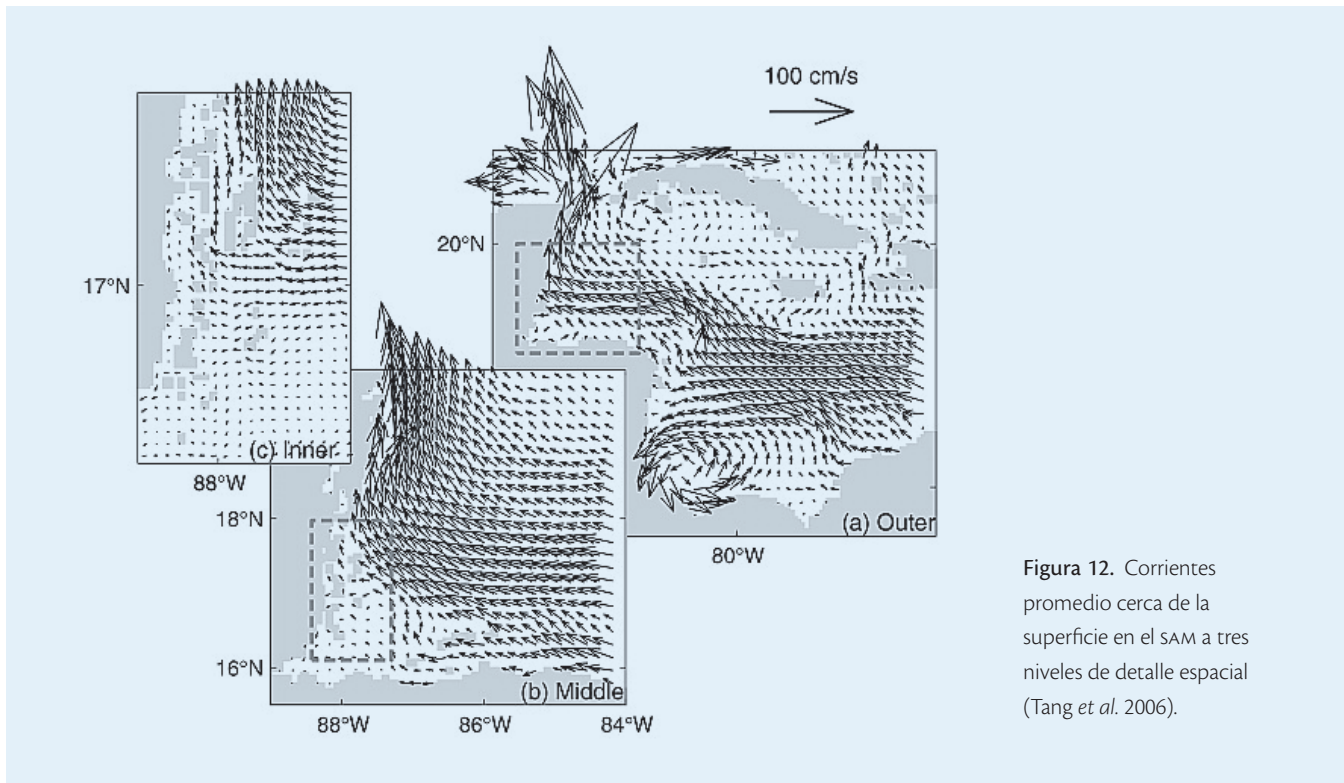 100 cm/s
20°N
17°N
(c) Inner
88°W
18°N
(a) Outer
80°W
16°N
(b) Middle
88°W
86°W
84°W
Figura 12. Corrientes
promedio cerca de la
superficie en el SAM a tres
niveles de detalle espacial
(Tang et al. 2006).